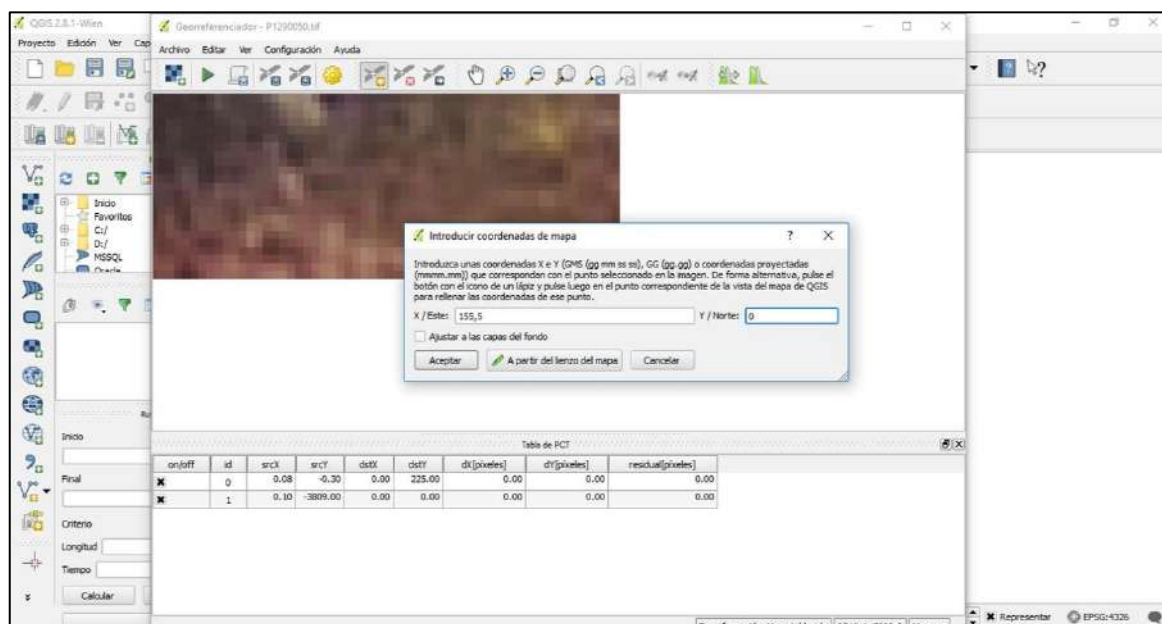 QGIS 2.8.1-Wien
Proyecto Edición Ver
Georreferenciador - P1290050.tif
Archivo Editar Ver Configuración Ayuda
Inicio
Favoritos
C:/
D:/
MSSQL
Oracle
Inicio
Final
Criterio
Longitud
Tiempo
Calcular
Introducir coordenadas de mapa
Introduzca unas coordenadas X e Y (GMS (gg mm ss ss), GG (gg.gg) o coordenadas proyectadas
(mmmm.mm)) que correspondan con el punto seleccionado en la imagen. De forma alternativa, pulse el
botón con el icono de un lápiz y pulse luego en el punto correspondiente de la vista del mapa de QGIS
para rellenar las coordenadas de ese punto.
X / Este: 155,5 Y / Norte: 0
Ajustar a las capas del fondo
Aceptar A partir del lienzo del mapa Cancelar
Tabla de PCT
on/off id srcX srcY dstX dstY dX[pixeles] dY[pixeles] residual[pixeles]
0 0.08 -0.30 0.00 225.00 0.00 0.00 0.00
1 0.10 -3809.00 0.00 0.00 0.00 0.00 0.00
Representar EPSG:4326